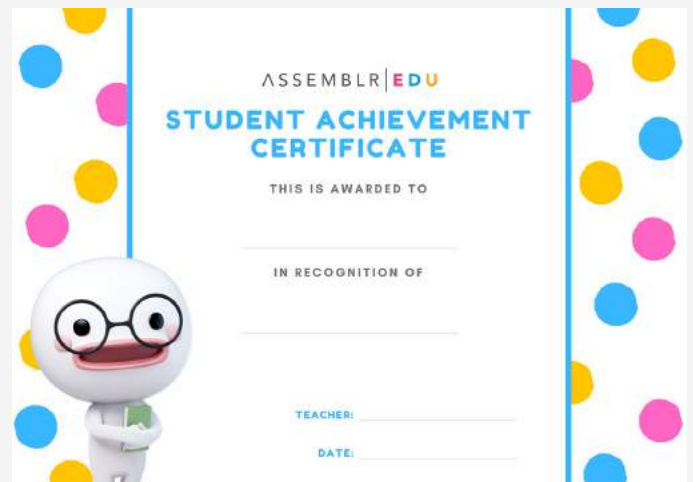 ASSEMBLR|EDU
STUDENT ACHIEVEMENT
CERTIFICATE
THIS IS AWARDED TO
IN RECOGNITION OF
TEACHER:
DATE: